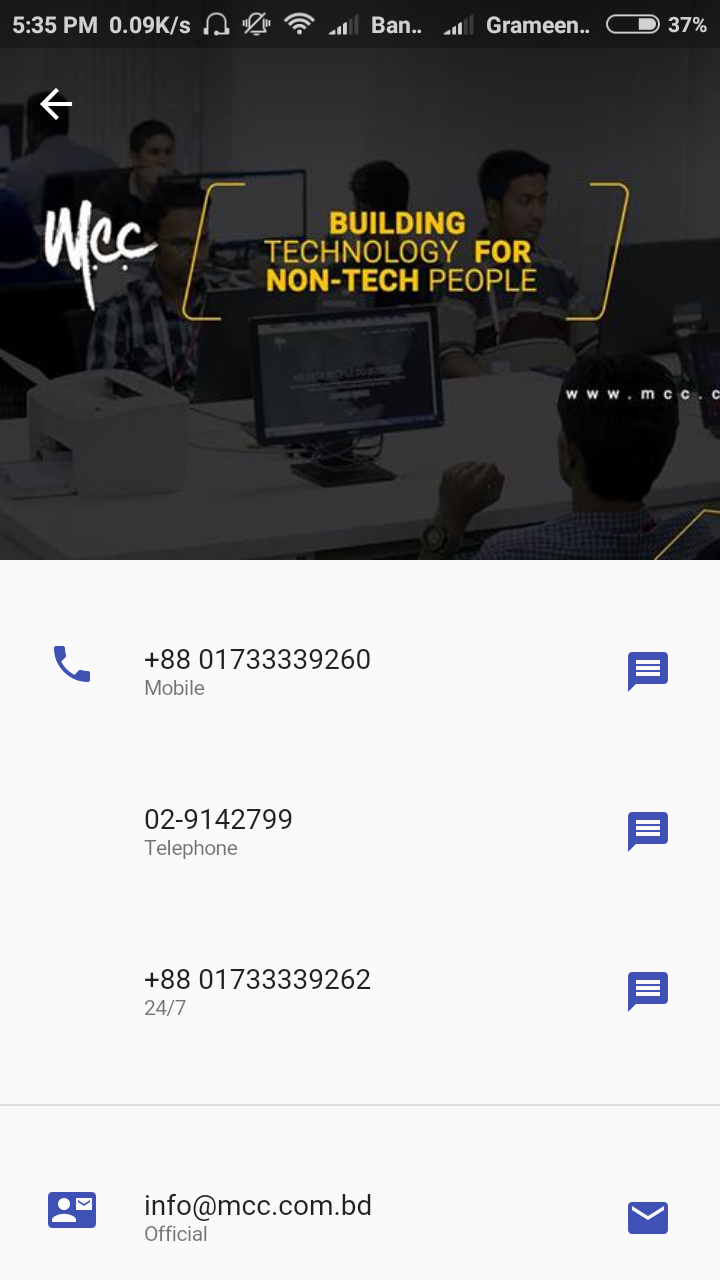 5:35 PM 0.09K/s Ban.. Grameen.. 37%
Mcc
BUILDING
TECHNOLOGY FOR
NON-TECH PEOPLE
www.mcc.c
+88 01733339260
Mobile
02-9142799
Telephone
+88 01733339262
24/7
info@mcc.com.bd
Official